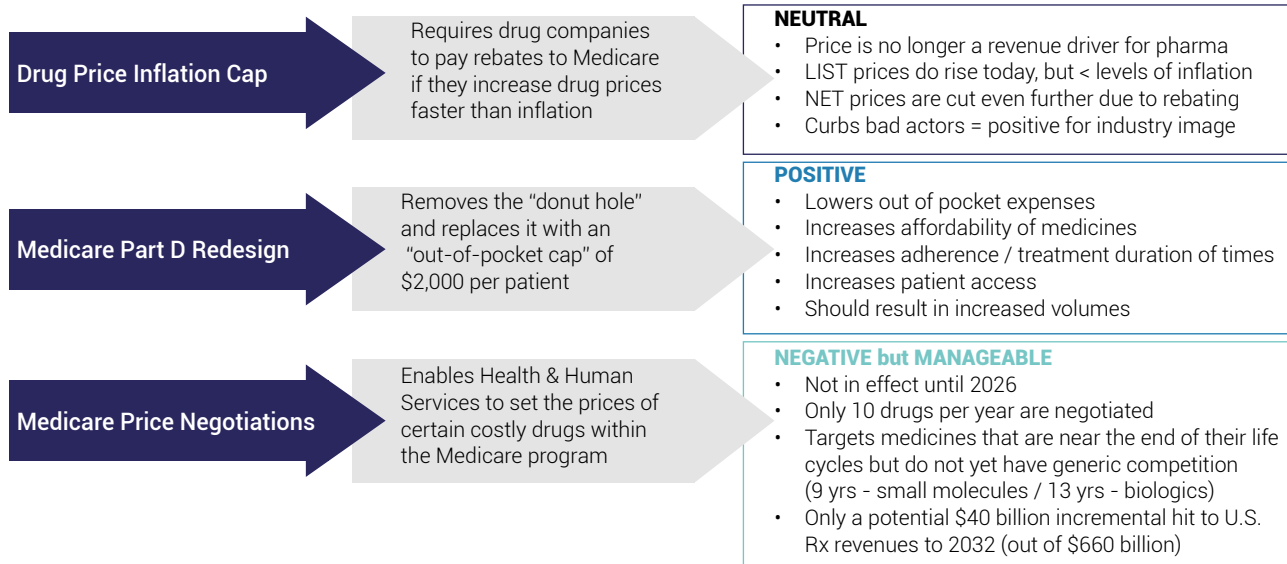 Drug Price Inflation Cap
Requires drug companies
to pay rebates to Medicare
if they increase drug prices
faster than inflation
NEUTRAL
• Price is no longer a revenue driver for pharma
• LIST prices do rise today, but < levels of inflation
• NET prices are cut even further due to rebating
• Curbs bad actors = positive for industry image
Medicare Part D Redesign
Removes the “donut hole”
and replaces it with an
“out-of-pocket cap” of
$2,000 per patient
POSITIVE
• Lowers out of pocket expenses
• Increases affordability of medicines
• Increases adherence / treatment duration of times
• Increases patient access
• Should result in increased volumes
Medicare Price Negotiations
Enables Health & Human
Services to set the prices of
certain costly drugs within
the Medicare program
NEGATIVE but MANAGEABLE
• Not in effect until 2026
• Only 10 drugs per year are negotiated
• Targets medicines that are near the end of their life
cycles but do not yet have generic competition
(9 yrs - small molecules / 13 yrs - biologics)
• Only a potential $40 billion incremental hit to U.S.
Rx revenues to 2032 (out of $660 billion)